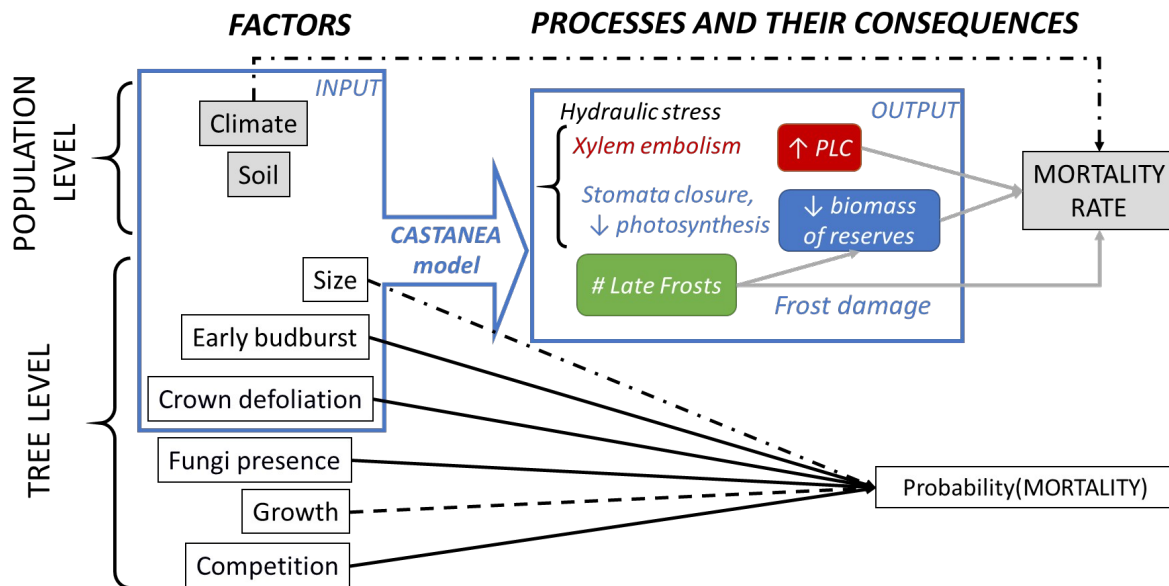 FACTORS
PROCESSES AND THEIR CONSEQUENCES
POPULATION
LEVEL
INPUT
Climate
Soil
CASTANEA
model
OUTPUT
Hydraulic stress
Xylem embolism
↑ PLC
Stomata closure,
↓ photosynthesis
↓ biomass
of reserves
# Late Frosts
Frost damage
MORTALITY
RATE
TREE LEVEL
Size
Early budburst
Crown defoliation
Fungi presence
Growth
Competition
Probability(MORTALITY)